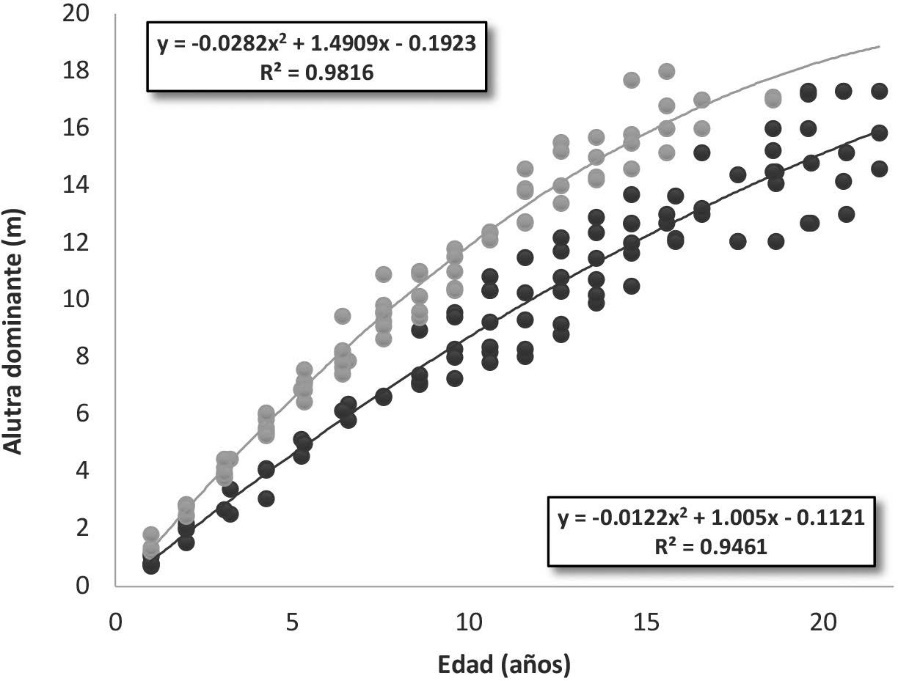 20
y = -0.0282x² + 1.4909x - 0.1923
R² = 0.9816
18
16
14
12
10
8
6
4
2
0
Alutra dominante (m)
y = -0.0122x² + 1.005x - 0.1121
R² = 0.9461
0 5 10 15 20
Edad (años)